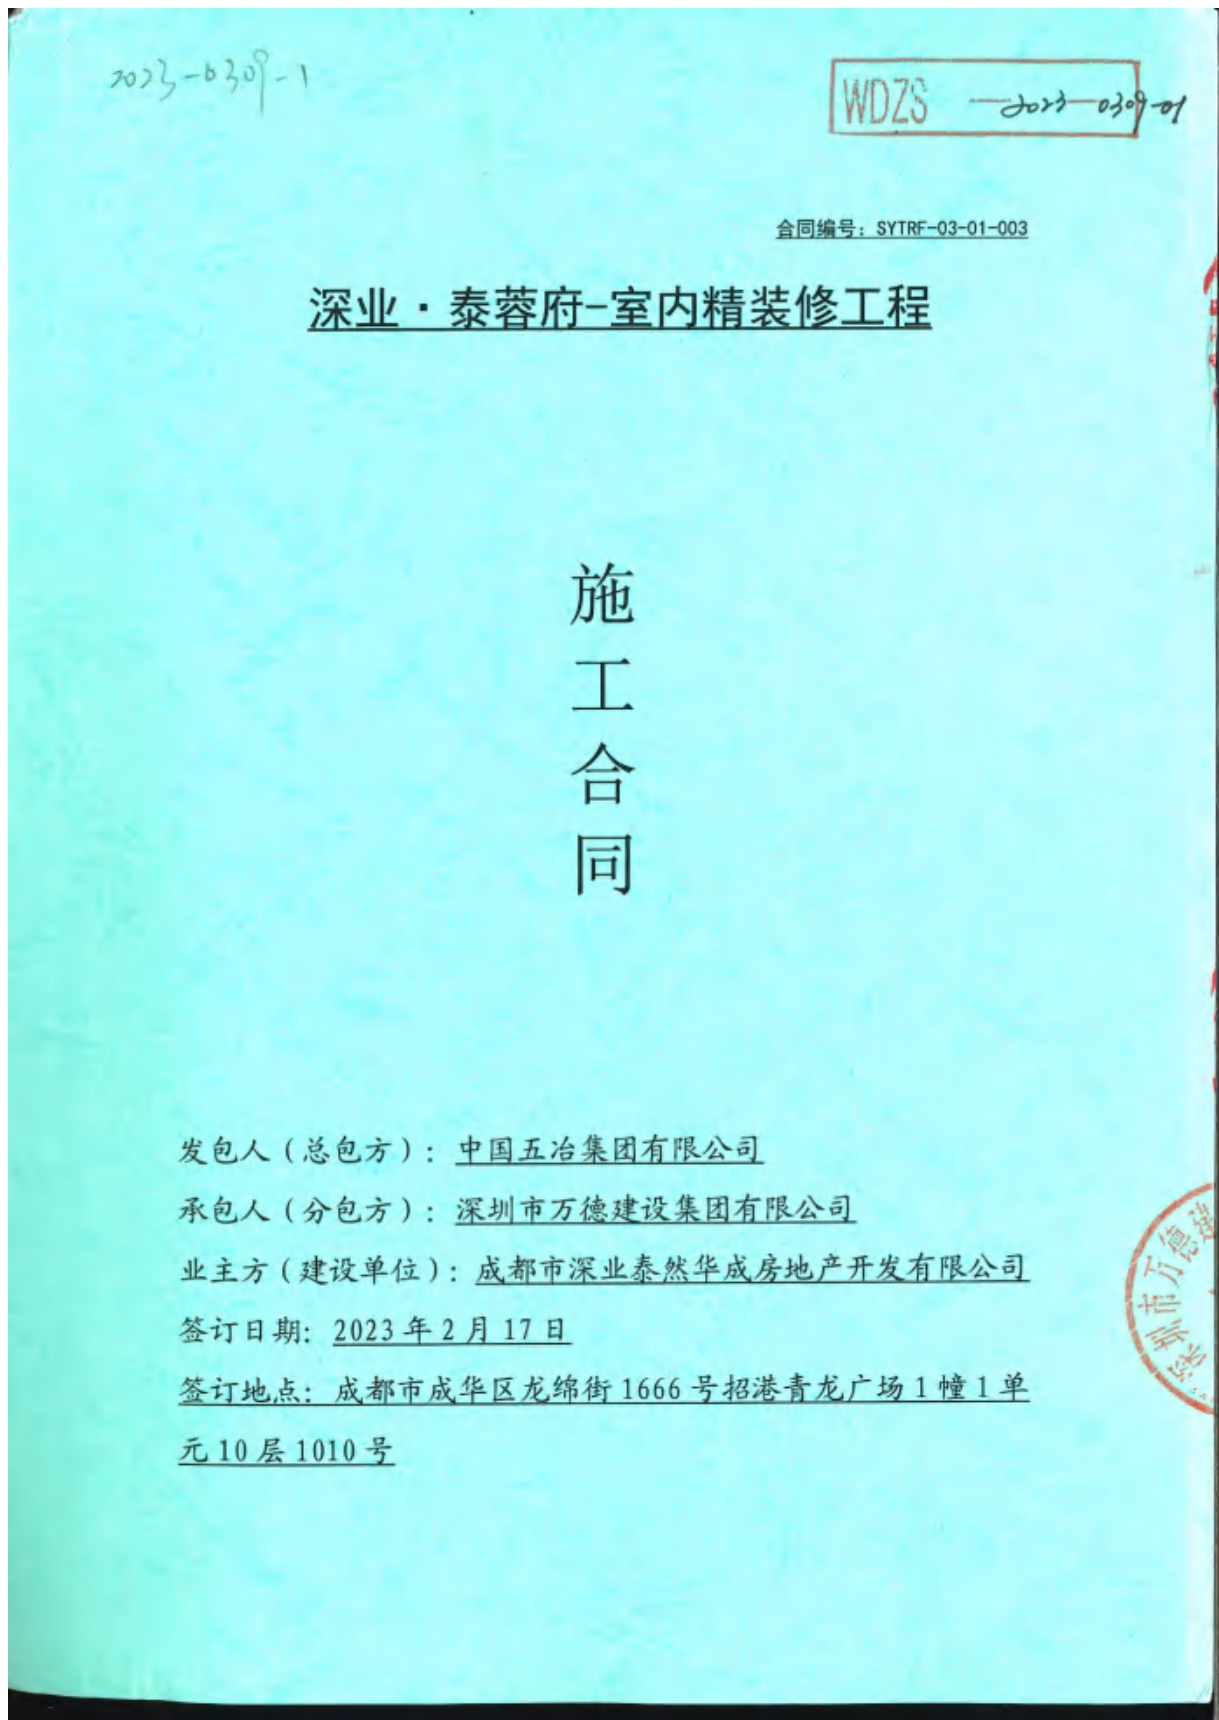 2023-0309-1
WDZS —2023-0309-01
合同编号：SYTRF-03-01-003
深业·泰蓉府-室内精装修工程
施
工
合
同
发包人（总包方）：中国五冶集团有限公司
承包人（分包方）：深圳市万德建设集团有限公司
业主方（建设单位）：成都市深业泰然华成房地产开发有限公司
签订日期：2023年2月17日
签订地点：成都市成华区龙绵街1666号招港青龙广场1幢1单
元10层1010号
深圳市万德建